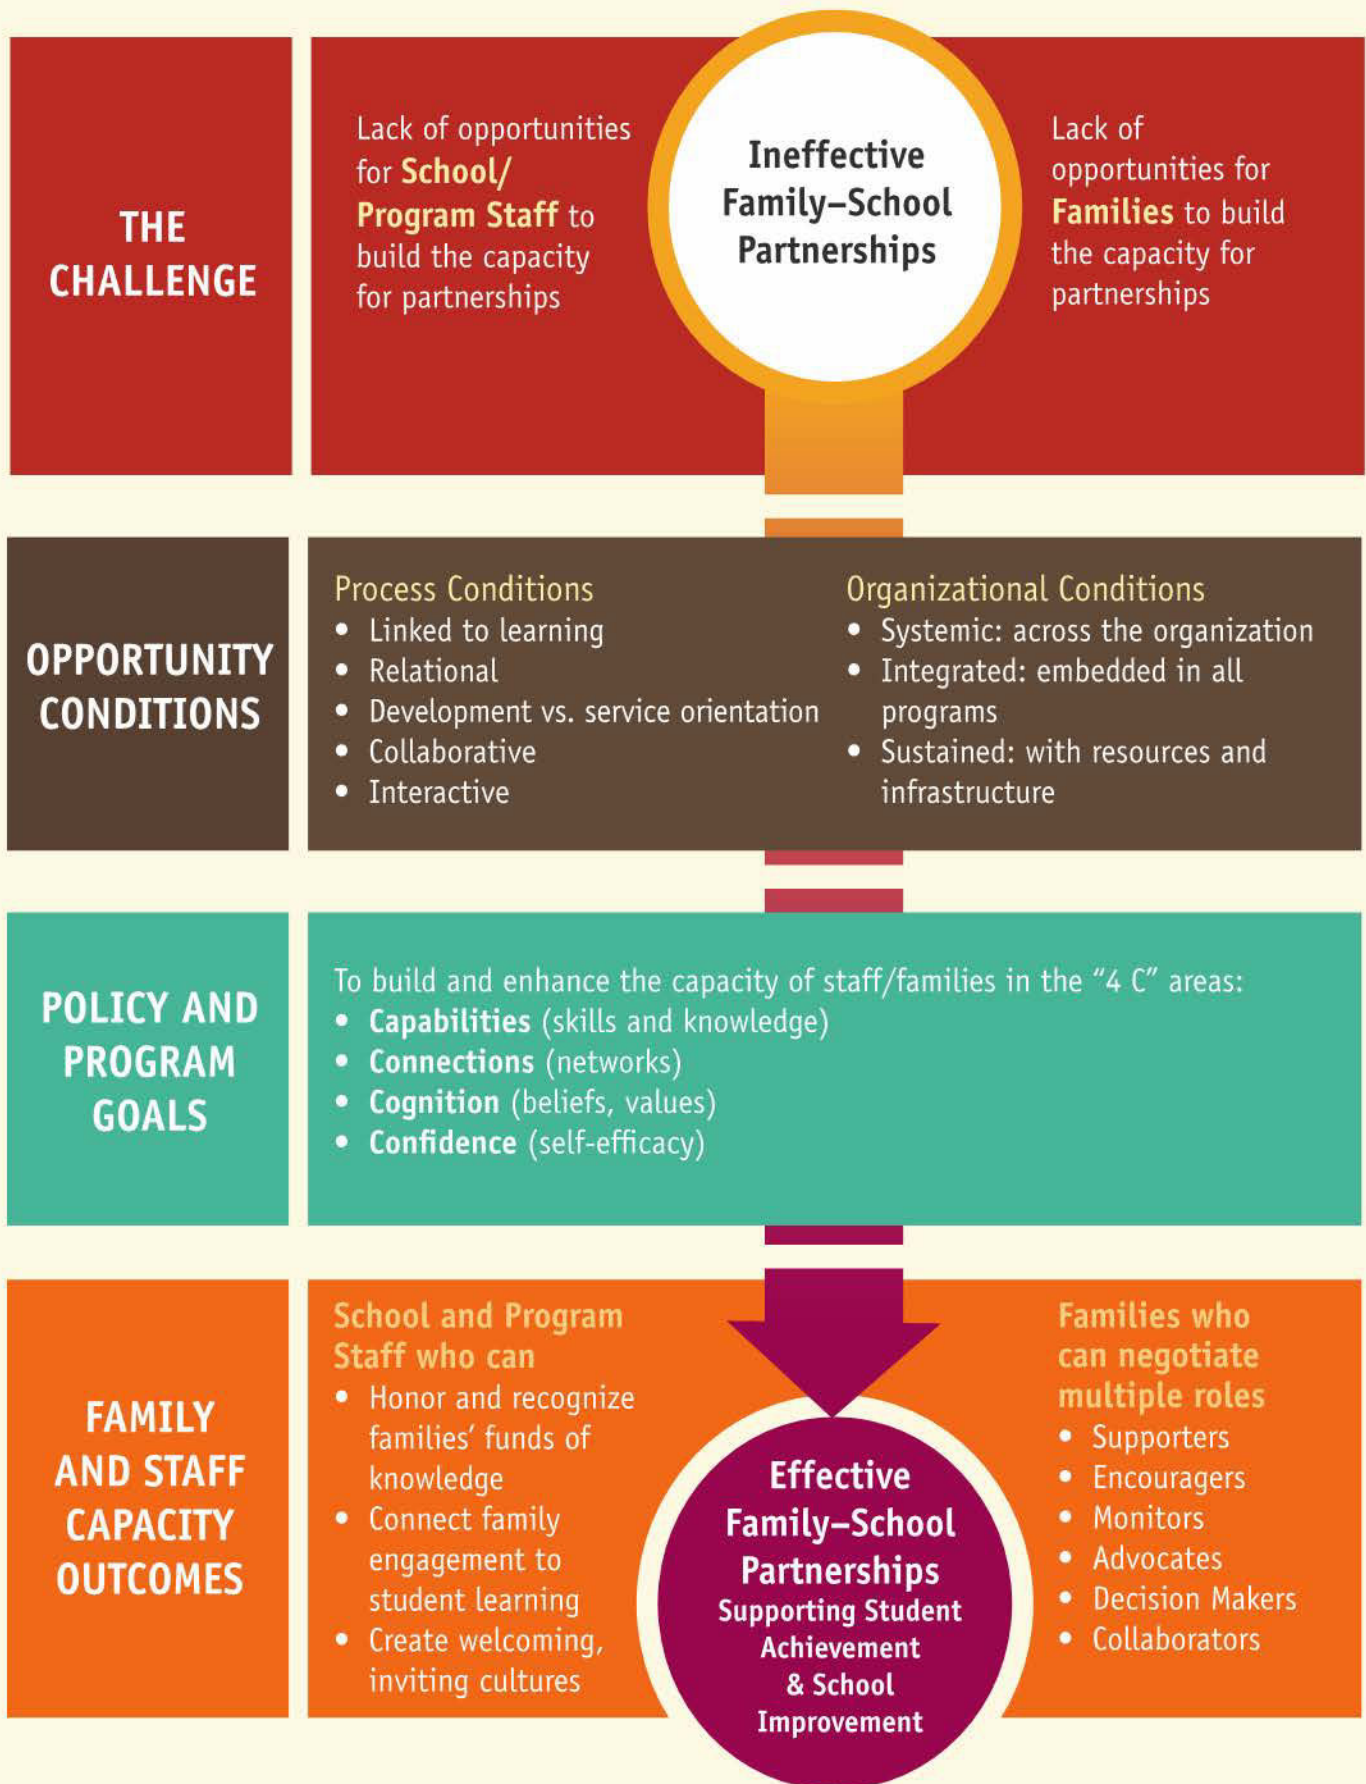 THE
CHALLENGE
Lack of opportunities
for School/
Program Staff to
build the capacity
for partnerships
Ineffective
Family–School
Partnerships
Lack of
opportunities for
Families to build
the capacity for
partnerships
OPPORTUNITY
CONDITIONS
Process Conditions
• Linked to learning
• Relational
• Development vs. service orientation
• Collaborative
• Interactive
Organizational Conditions
• Systemic: across the organization
• Integrated: embedded in all
programs
• Sustained: with resources and
infrastructure
POLICY AND
PROGRAM
GOALS
To build and enhance the capacity of staff/families in the “4 C” areas:
• Capabilities (skills and knowledge)
• Connections (networks)
• Cognition (beliefs, values)
• Confidence (self-efficacy)
FAMILY
AND STAFF
CAPACITY
OUTCOMES
School and Program
Staff who can
• Honor and recognize
families’ funds of
knowledge
• Connect family
engagement to
student learning
• Create welcoming,
inviting cultures
Effective
Family–School
Partnerships
Supporting Student
Achievement
& School
Improvement
Families who
can negotiate
multiple roles
• Supporters
• Encouragers
• Monitors
• Advocates
• Decision Makers
• Collaborators